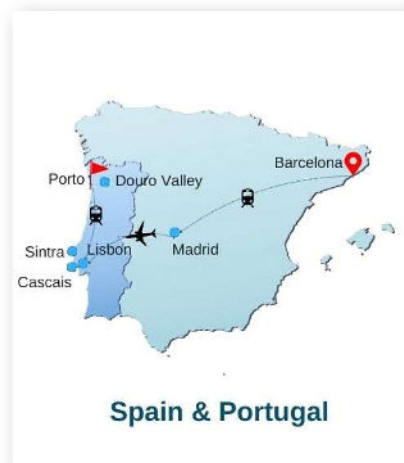 Barcelona
Porto
Douro Valley
Sintra
Lisbon
Madrid
Cascais
Spain & Portugal